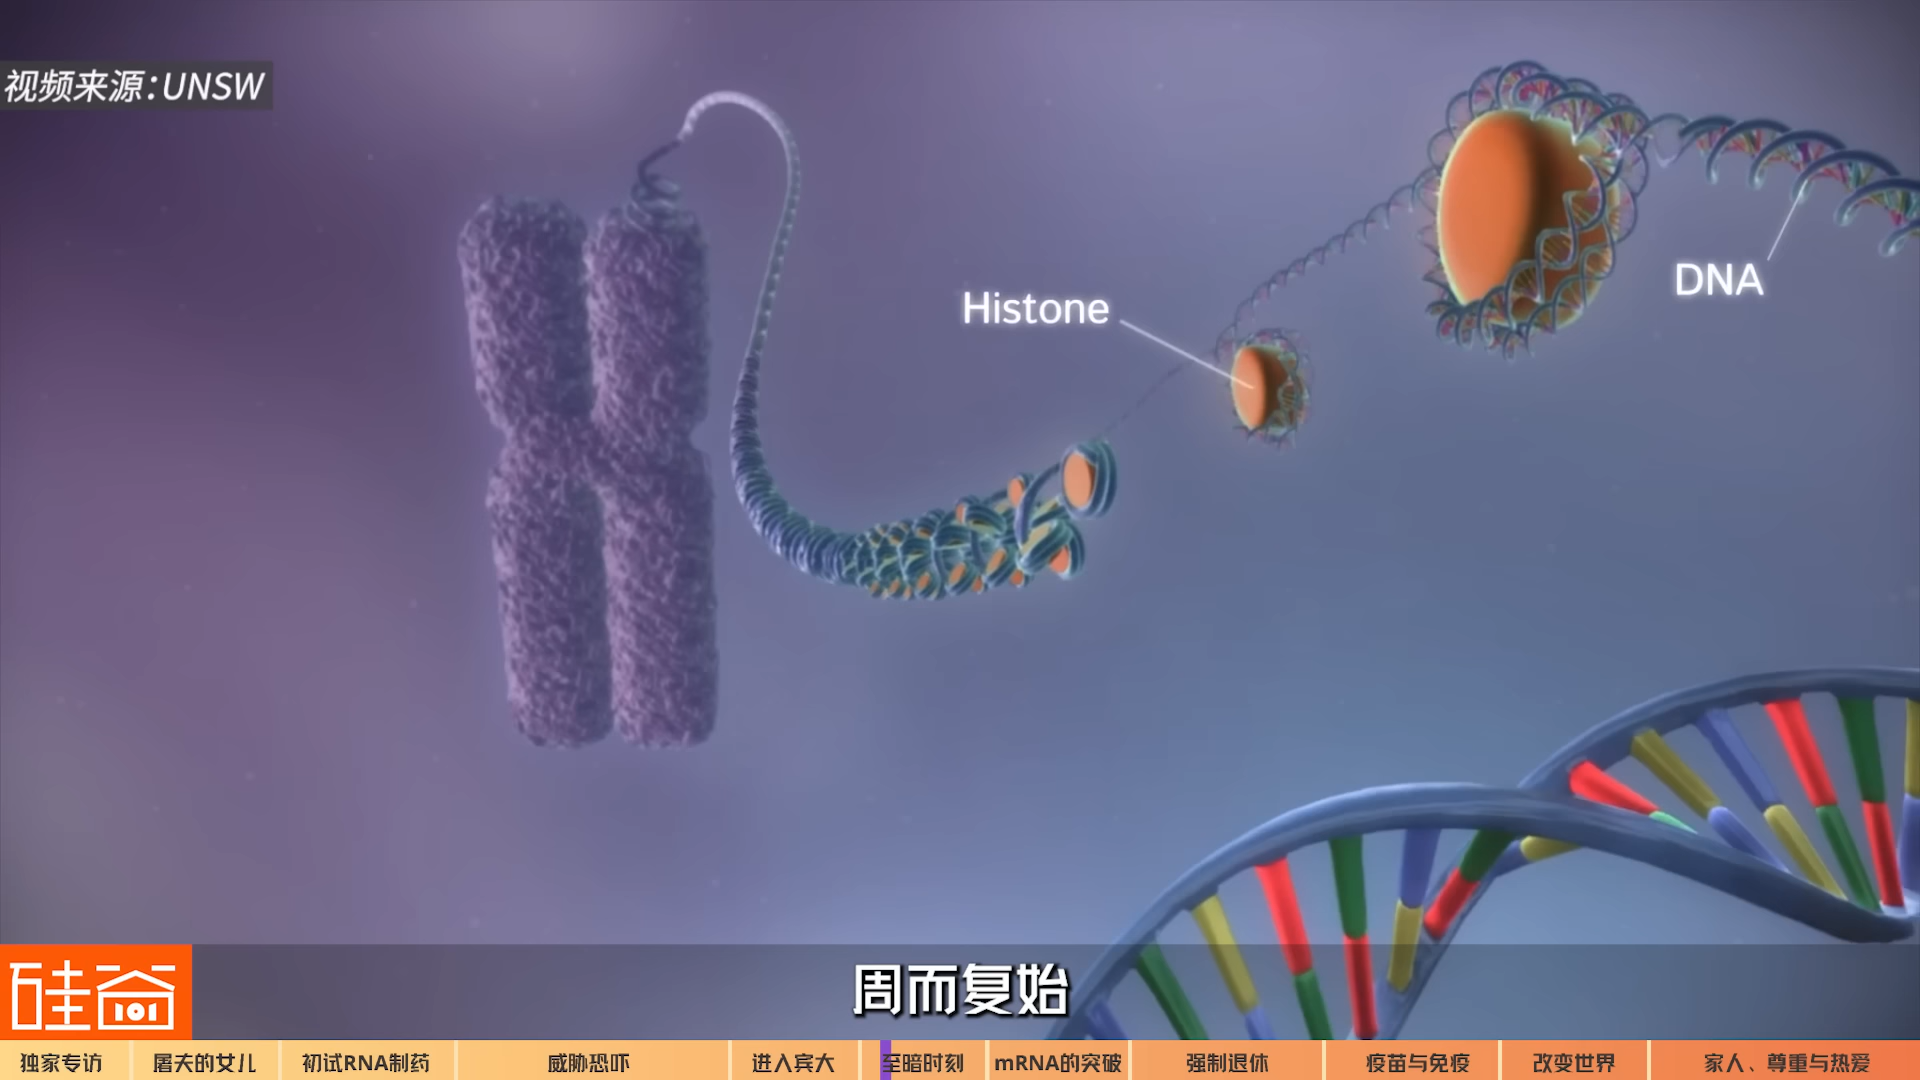 视频来源：UNSW
Histone
DNA
硅谷
101
周而复始
独家专访
屠夫的女儿
初试RNA制药
威胁恐吓
进入宾大
至暗时刻
mRNA的突破
强制退休
疫苗与免疫
改变世界
家人、尊重与热爱